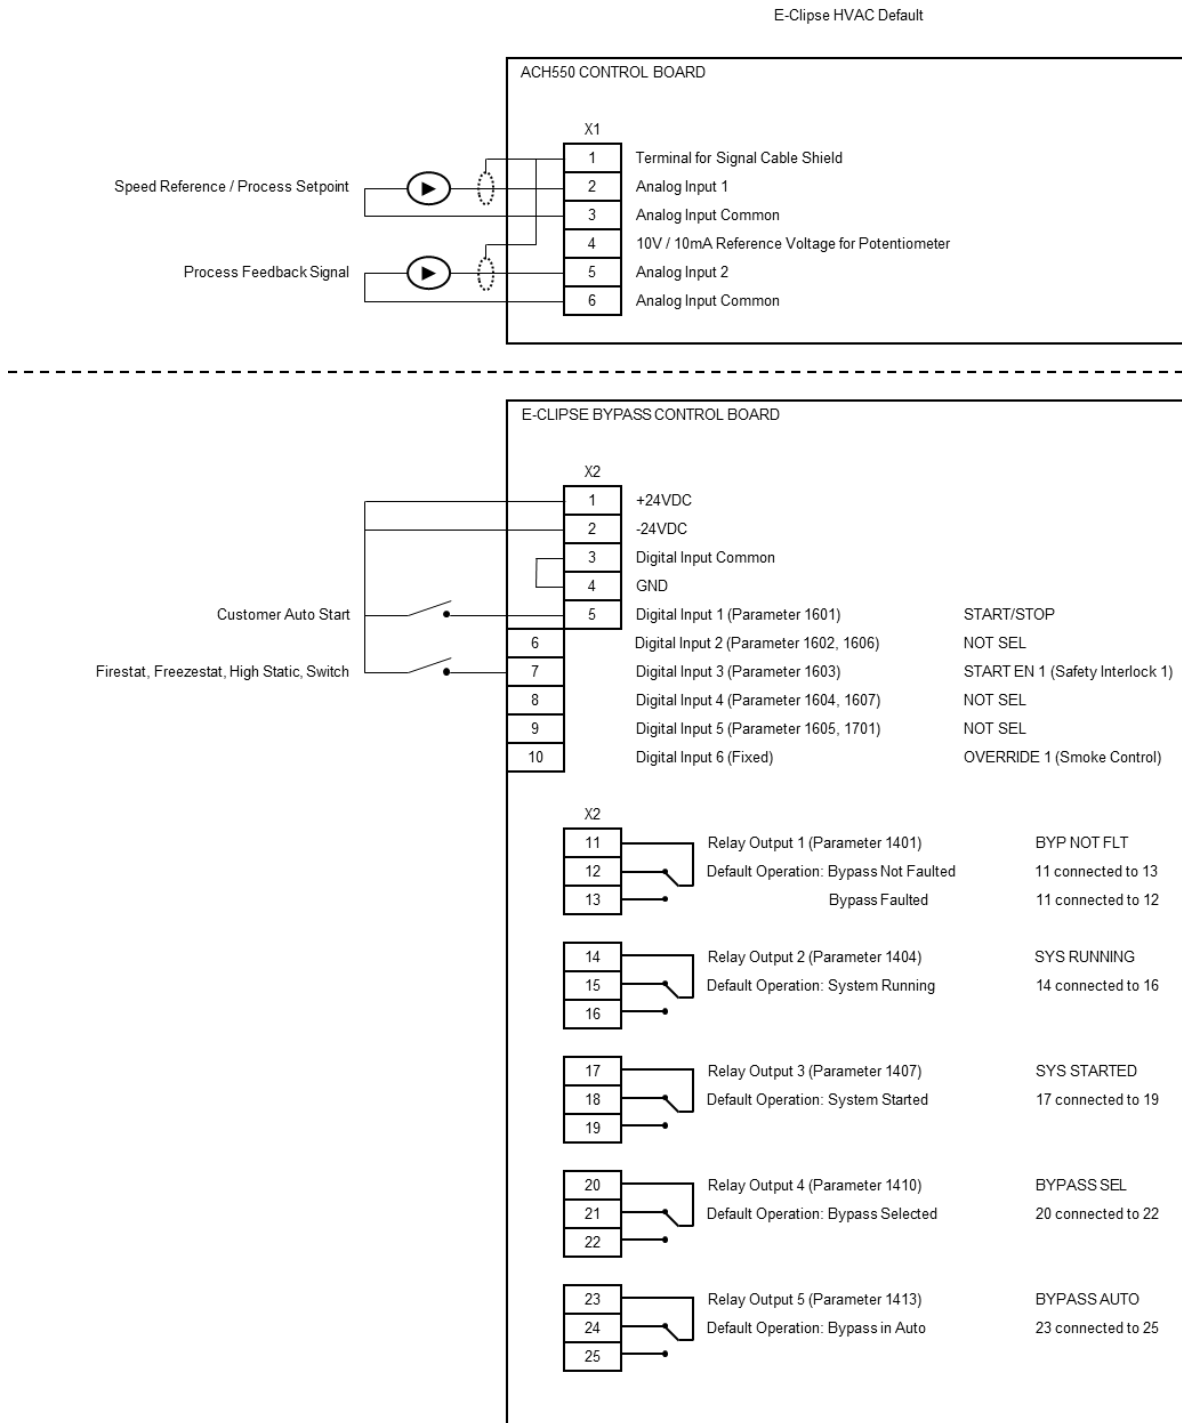 E-Clipse HVAC Default
ACH550 CONTROL BOARD
X1
1 Terminal for Signal Cable Shield
Speed Reference / Process Setpoint 2 Analog Input 1
3 Analog Input Common
4 10V / 10mA Reference Voltage for Potentiometer
Process Feedback Signal 5 Analog Input 2
6 Analog Input Common
E-CLIPSE BYPASS CONTROL BOARD
X2
1 +24VDC
2 -24VDC
3 Digital Input Common
4 GND
Customer Auto Start 5 Digital Input 1 (Parameter 1601) START/STOP
6 Digital Input 2 (Parameter 1602, 1606) NOT SEL
Firestat, Freezestat, High Static, Switch 7 Digital Input 3 (Parameter 1603) START EN 1 (Safety Interlock 1)
8 Digital Input 4 (Parameter 1604, 1607) NOT SEL
9 Digital Input 5 (Parameter 1605, 1701) NOT SEL
10 Digital Input 6 (Fixed) OVERRIDE 1 (Smoke Control)
X2
11 Relay Output 1 (Parameter 1401) BYP NOT FLT
12 Default Operation: Bypass Not Faulted 11 connected to 13
13 Bypass Faulted 11 connected to 12
14 Relay Output 2 (Parameter 1404) SYS RUNNING
15 Default Operation: System Running 14 connected to 16
16
17 Relay Output 3 (Parameter 1407) SYS STARTED
18 Default Operation: System Started 17 connected to 19
19
20 Relay Output 4 (Parameter 1410) BYPASS SEL
21 Default Operation: Bypass Selected 20 connected to 22
22
23 Relay Output 5 (Parameter 1413) BYPASS AUTO
24 Default Operation: Bypass in Auto 23 connected to 25
25